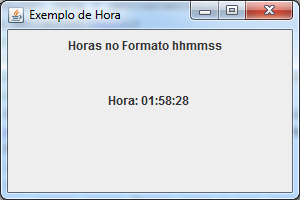 Exemplo de Hora
Horas no Formato hhmmss
Hora: 01:58:28